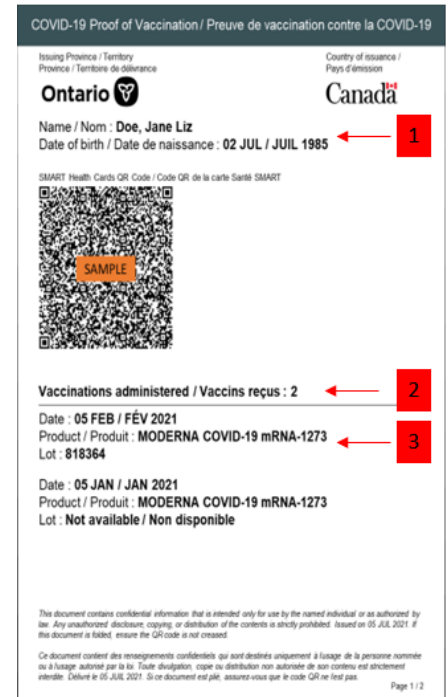 COVID-19 Proof of Vaccination / Preuve de vaccination contre la COVID-19
Issuing Province / Territory
Province / Territoire de délivrance
Country of issuance /
Pays d'émission
Ontario
Canada
Name / Nom : Doe, Jane Liz
Date of birth / Date de naissance : 02 JUL / JUIL 1985
1
SMART Health Cards QR Code / Code QR de la carte Santé SMART
SAMPLE
Vaccinations administered / Vaccins reçus : 2
2
Date : 05 FEB / FÉV 2021
Product / Produit : MODERNA COVID-19 mRNA-1273
3
Lot : 818364
Date : 05 JAN / JAN 2021
Product / Produit : MODERNA COVID-19 mRNA-1273
Lot : Not available / Non disponible
This document contains confidential information that is intended only for use by the named individual or as authorized by
law. Any unauthorized disclosure, copying, or distribution of the contents is strictly prohibited. Issued on 05 JUL 2021. If
this document is folded, ensure the QR code is not creased.
Ce document contient des renseignements confidentiels qui sont destinés uniquement à l'usage de la personne nommée
ou à l'usage autorisé par la loi. Toute divulgation, copie ou distribution non autorisée de son contenu est strictement
interdite. Délivré le 05 JUIL 2021. Si ce document est plié, assurez-vous que le code QR ne l'est pas.
Page 1 / 2